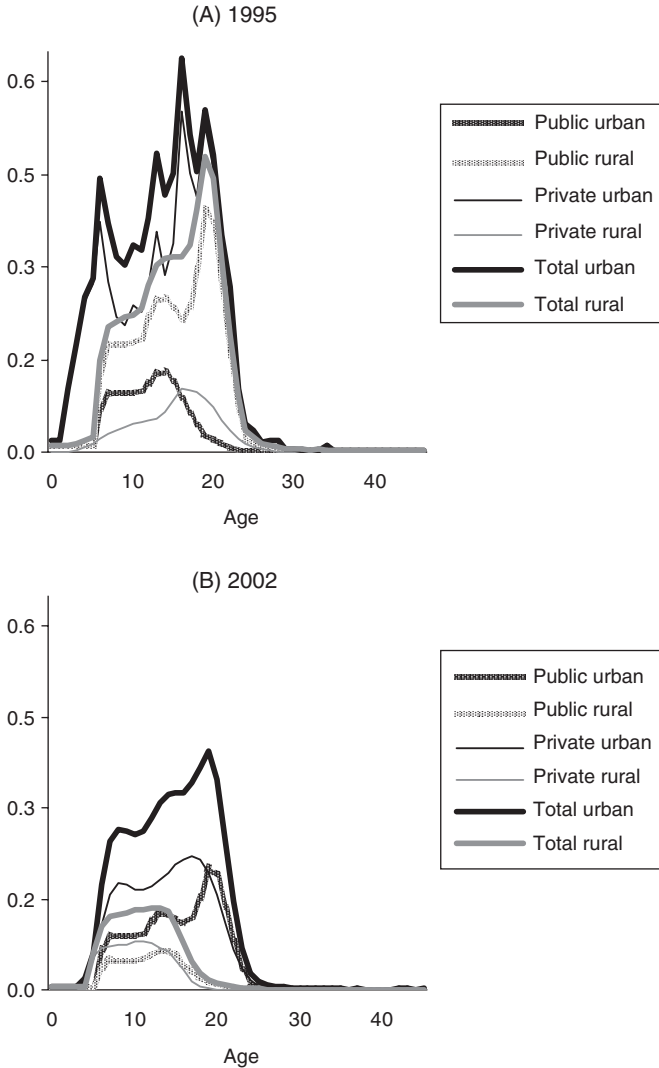 (A) 1995
0.6
0.5
0.3
0.2
0.0
0 10 20 30 40
Age
Public urban
Public rural
Private urban
Private rural
Total urban
Total rural
(B) 2002
0.6
0.5
0.3
0.2
0.0
0 10 20 30 40
Age
Public urban
Public rural
Private urban
Private rural
Total urban
Total rural